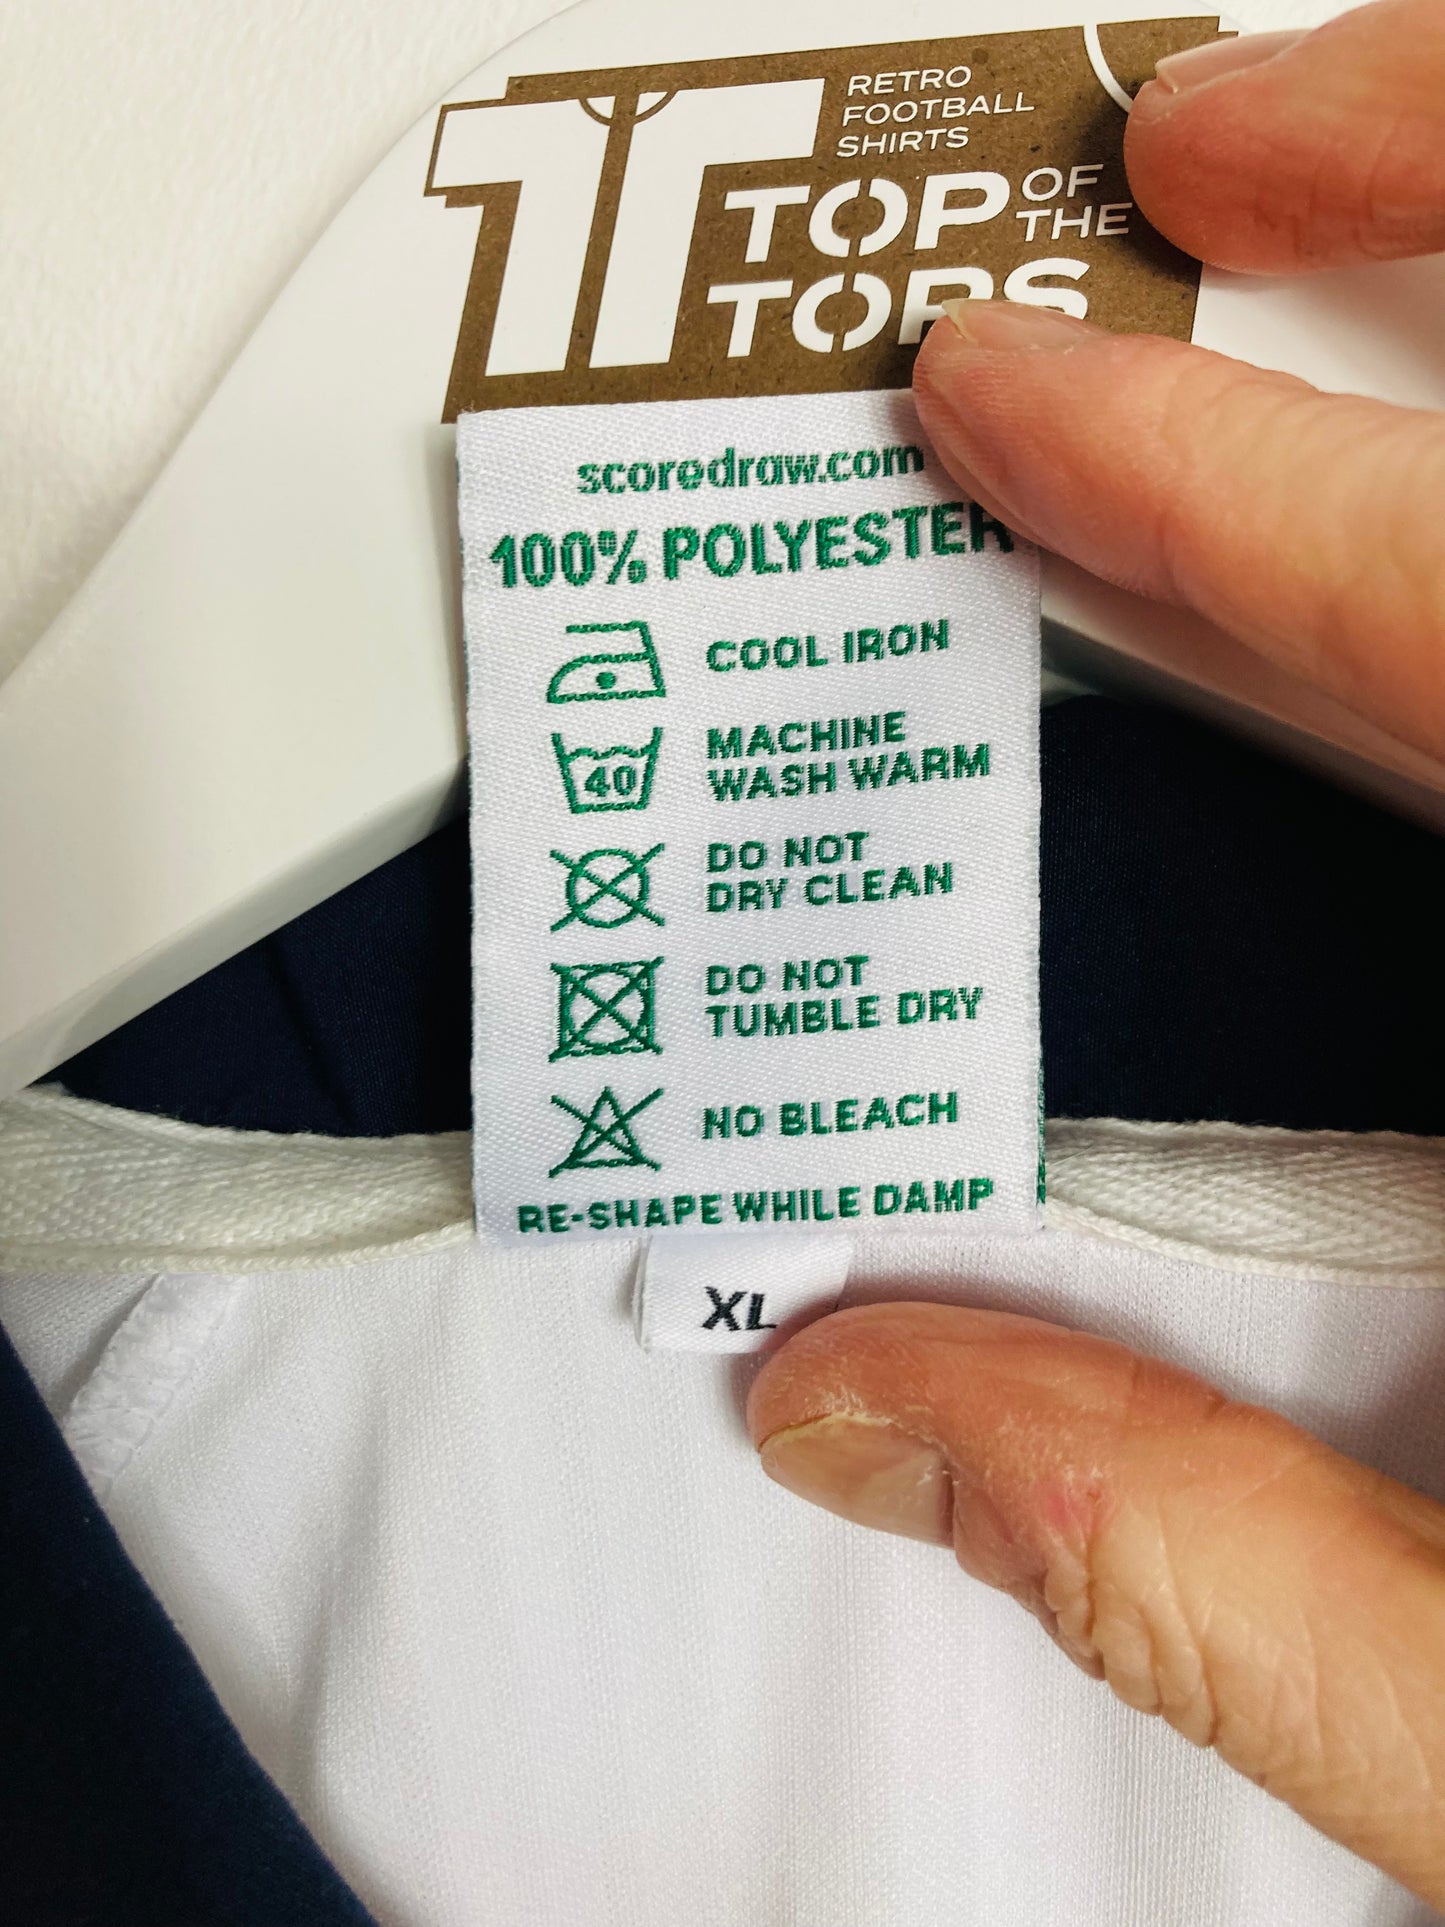 RETRO
FOOTBALL
SHIRTS
TOP OF THE
TOPS
scoredraw.com
100% POLYESTER
COOL IRON
MACHINE
WASH WARM
40
DO NOT
DRY CLEAN
DO NOT
TUMBLE DRY
NO BLEACH
RE-SHAPE WHILE DAMP
XL